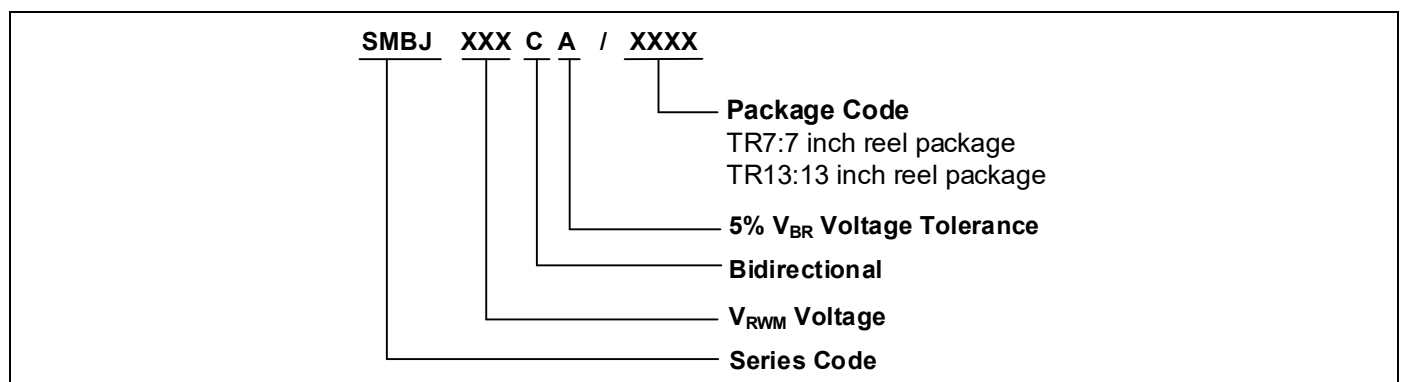 SMBJ XXX C A / XXXX
Package Code
TR7:7 inch reel package
TR13:13 inch reel package
5% VBR Voltage Tolerance
Bidirectional
VRWM Voltage
Series Code